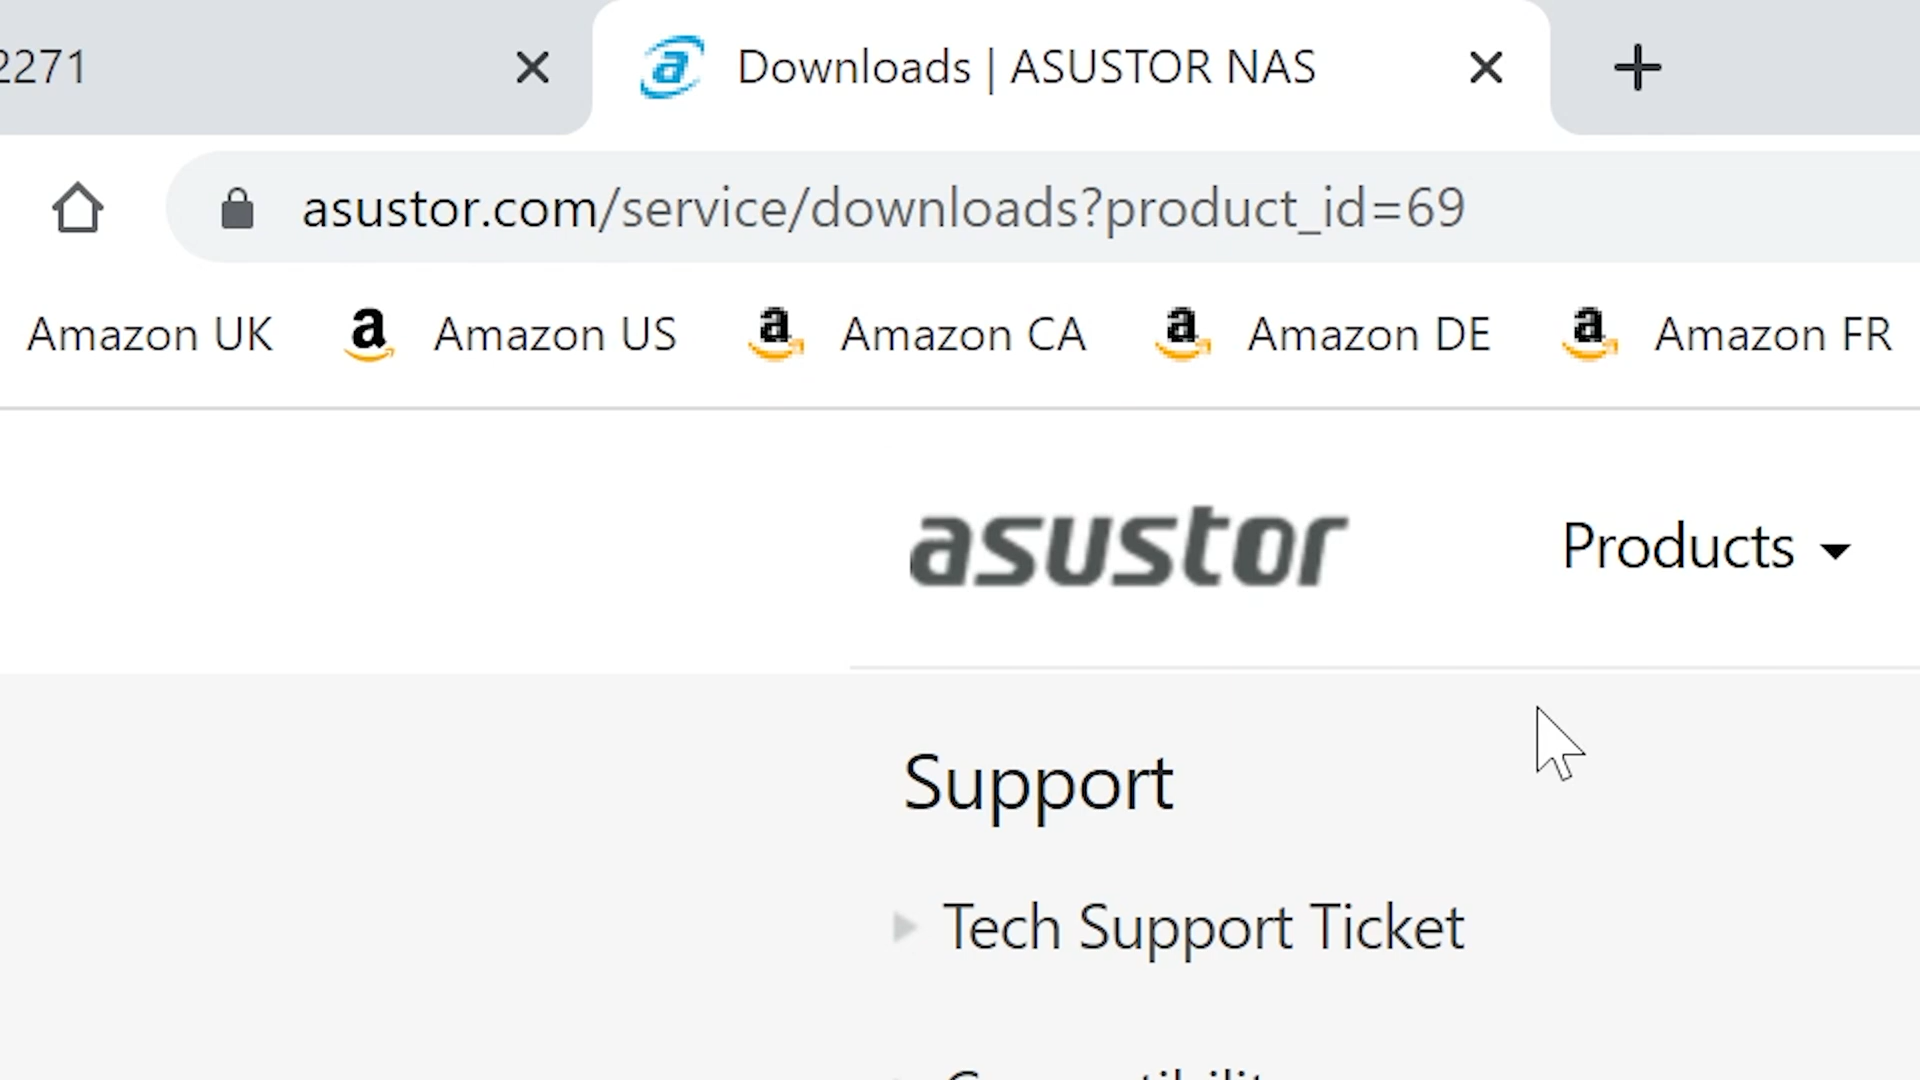 2271
Downloads | ASUSTOR NAS
asustor.com/service/downloads?product_id=69
Amazon UK
Amazon US
Amazon CA
Amazon DE
Amazon FR
asustor
Products
Support
Tech Support Ticket